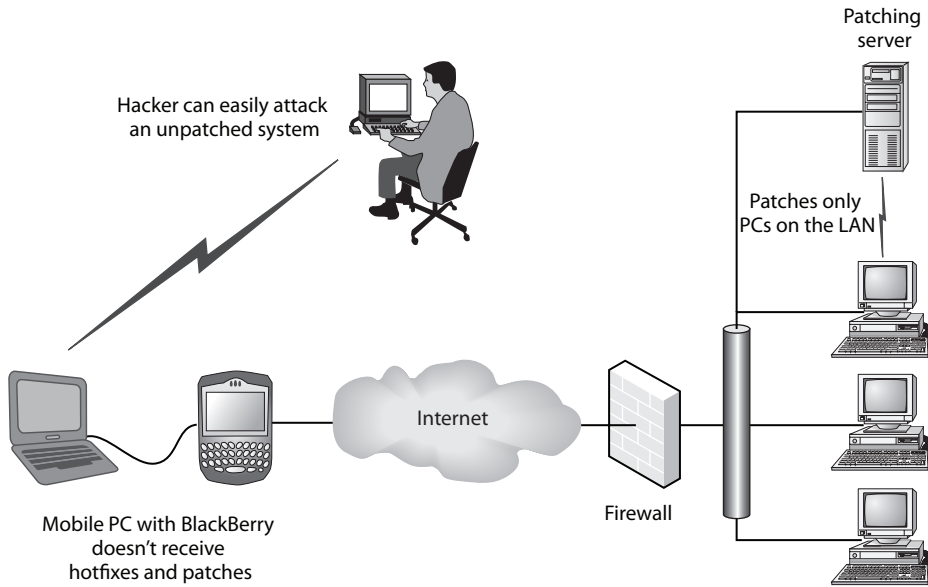 Patching
server
Hacker can easily attack
an unpatched system
Patches only
PCs on the LAN
Internet
Firewall
Mobile PC with BlackBerry
doesn’t receive
hotfixes and patches